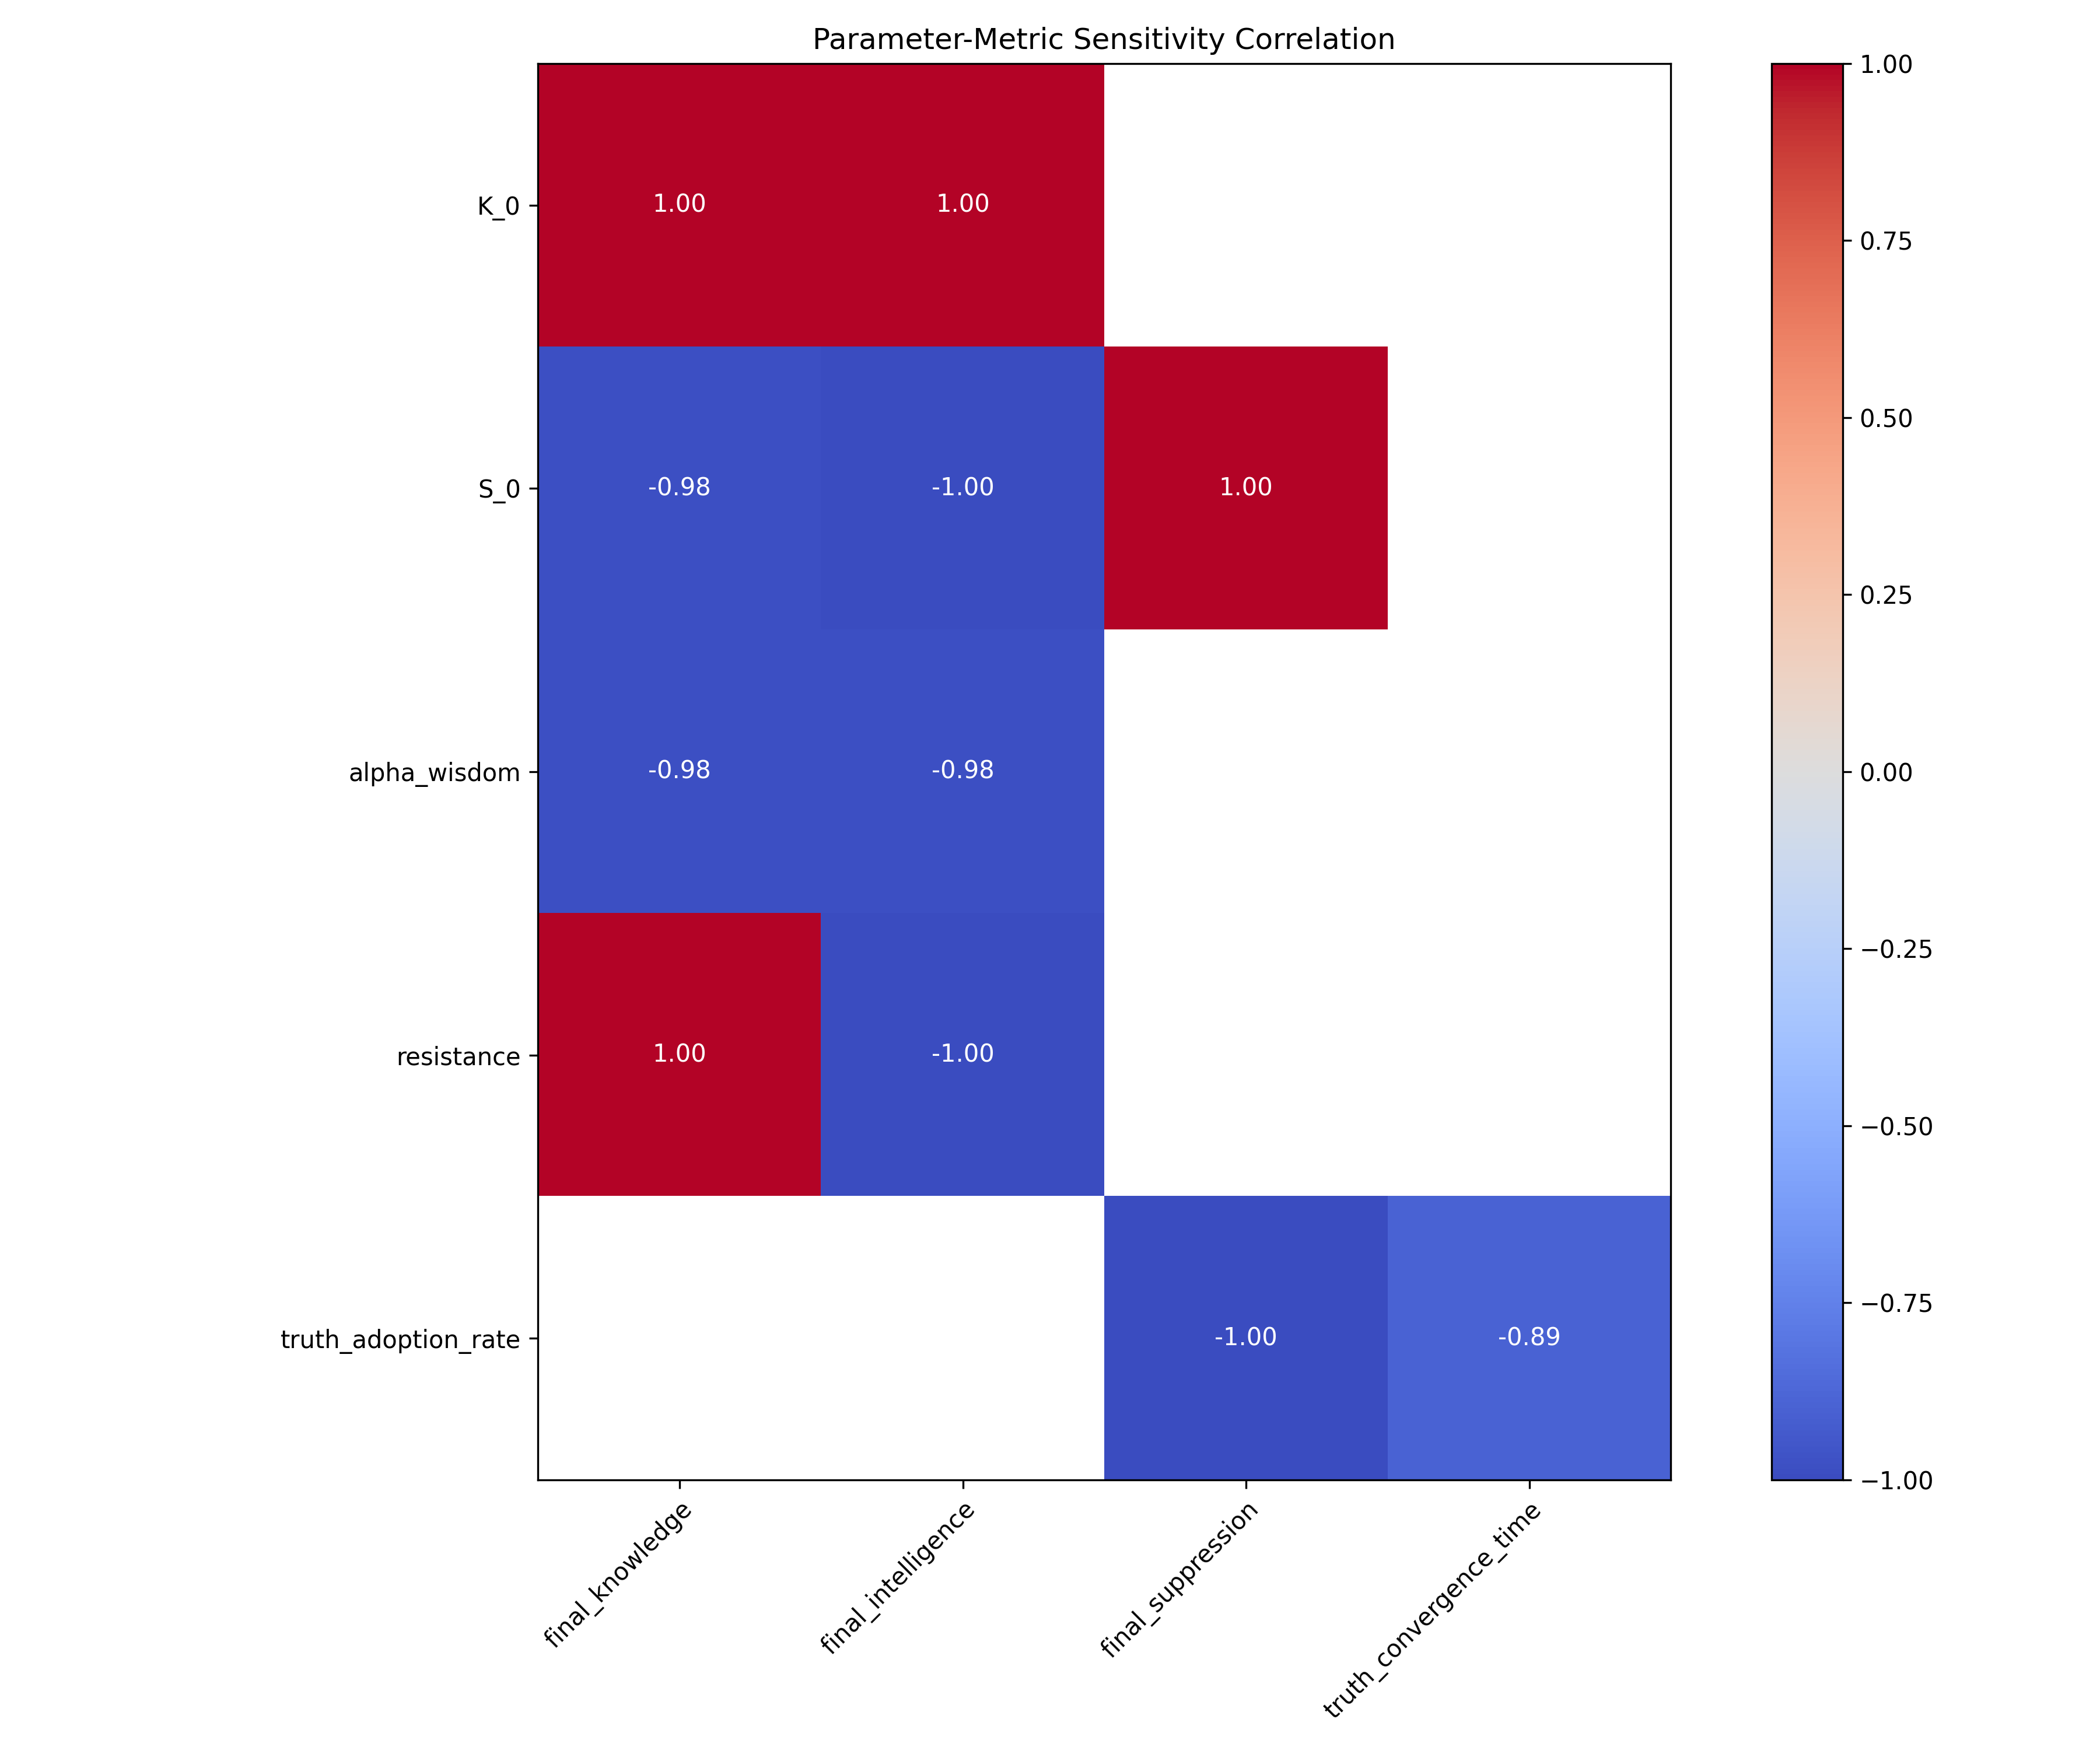 Parameter-Metric Sensitivity Correlation
K_0 1.00 1.00
S_0 -0.98 -1.00 1.00
alpha_wisdom -0.98 -0.98
resistance 1.00 -1.00
truth_adoption_rate -1.00 -0.89
final_knowledge
final_intelligence
final_suppression
truth_convergence_time
1.00
0.75
0.50
0.25
0.00
−0.25
−0.50
−0.75
−1.00